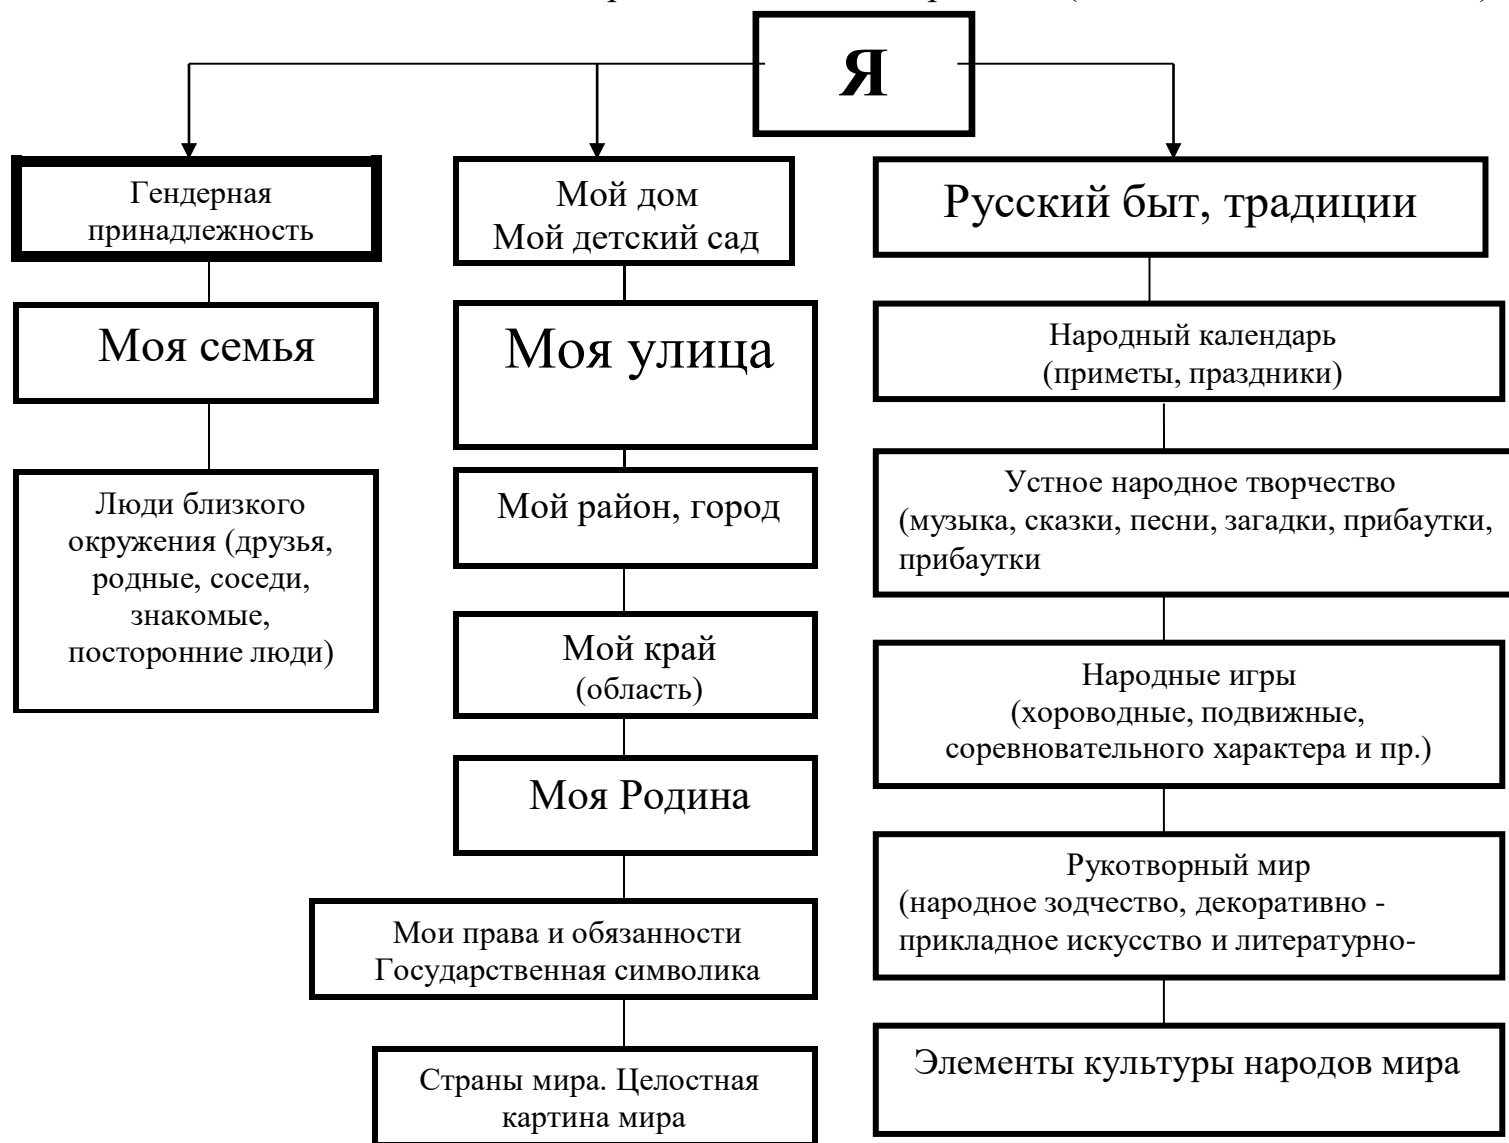 Я
Гендерная
принадлежность
Моя семья
Люди близкого
окружения (друзья,
родные, соседи,
знакомые,
посторонние люди)
Мой дом
Мой детский сад
Моя улица
Мой район, город
Мой край
(область)
Моя Родина
Мои права и обязанности
Государственная символика
Страны мира. Целостная
картина мира
Русский быт, традиции
Народный календарь
(приметы, праздники)
Устное народное творчество
(музыка, сказки, песни, загадки, прибаутки,
прибаутки
Народные игры
(хороводные, подвижные,
соревновательного характера и пр.)
Рукотворный мир
(народное зодчество, декоративно -
прикладное искусство и литературно-
Элементы культуры народов мира